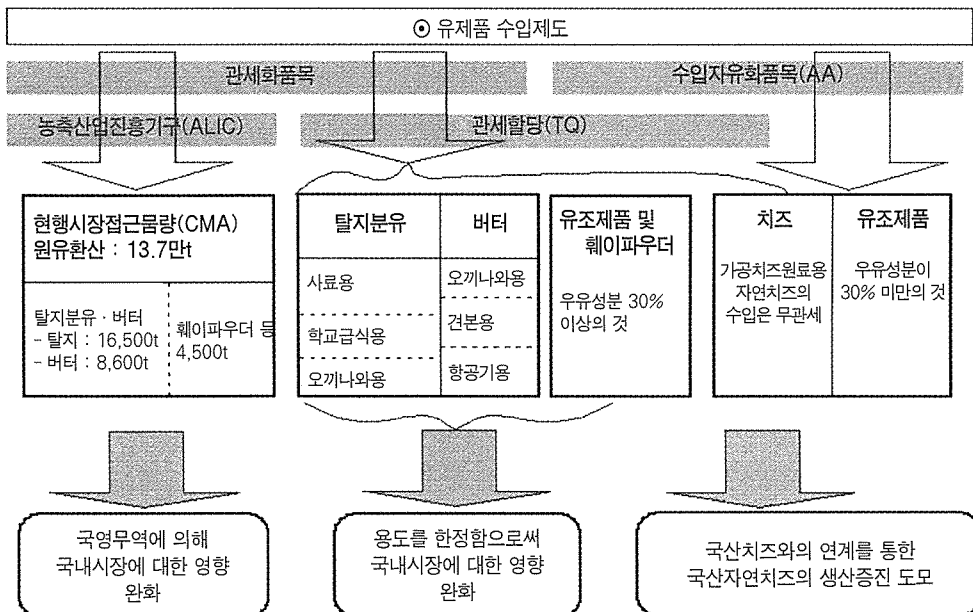 ⊙ 유제품 수입제도
관세화품목
수입자유화품목(AA)
농축산업진흥기구(ALIC)
관세할당(TQ)
현행시장접근물량(CMA)
원유환산 : 13.7만t
탈지분유 · 버터
- 탈지 : 16,500t
- 버터 : 8,600t
훼이파우더 등
4,500t
탈지분유
사료용
학교급식용
오끼나와용
버터
오끼나와용
견본용
항공기용
유조제품 및
훼이파우더
우유성분 30%
이상의 것
치즈
가공치즈원료용
자연치즈의
수입은 무관세
유조제품
우유성분이
30% 미만의 것
국영무역에 의해
국내시장에 대한 영향
완화
용도를 한정함으로써
국내시장에 대한 영향
완화
국산치즈와의 연계를 통한
국산자연치즈의 생산증진 도모